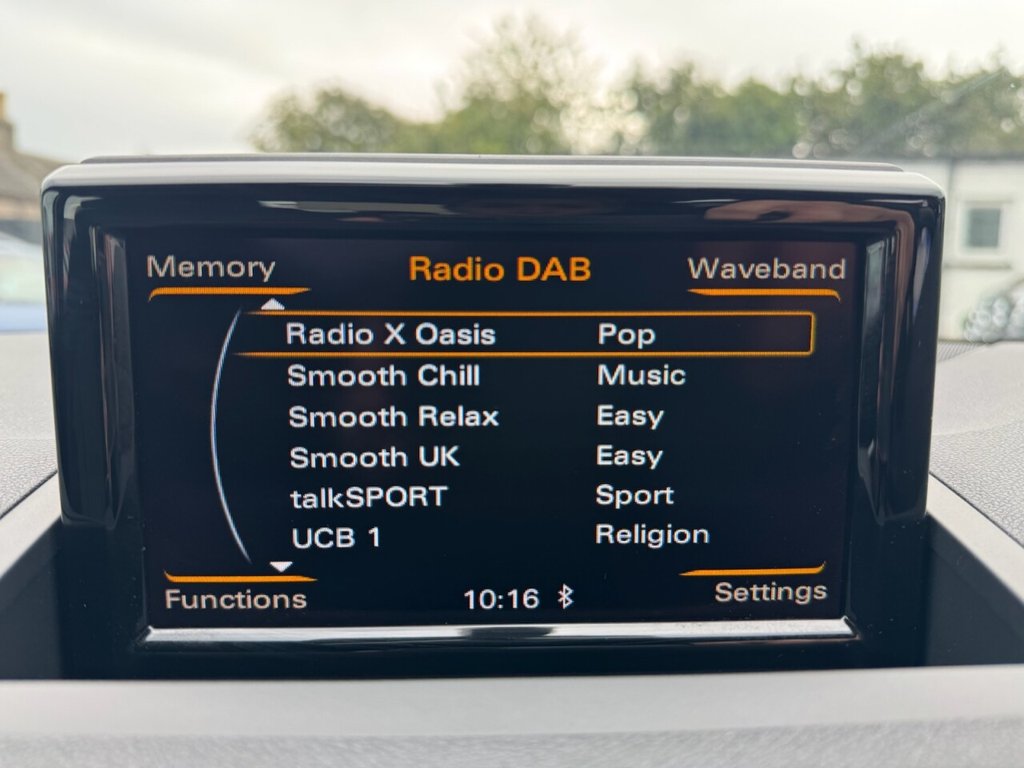 Memory Radio DAB Waveband
Radio X Oasis Pop
Smooth Chill Music
Smooth Relax Easy
Smooth UK Easy
talkSPORT Sport
UCB 1 Religion
Functions 10:16 Settings